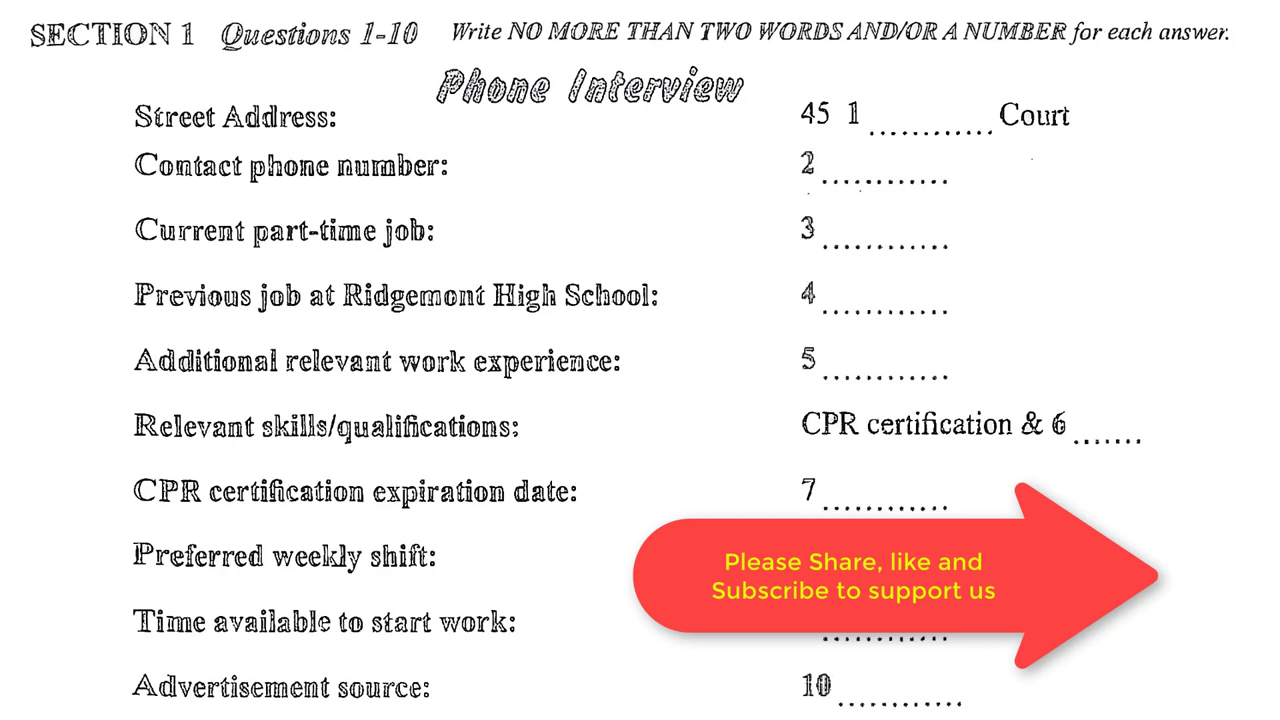 SECTION 1 Questions 1-10 Write NO MORE THAN TWO WORDS AND/OR A NUMBER for each answer.
Phone Interview
Street Address: 45 1 ............ Court
Contact phone number: 2 ............
Current part-time job: 3 ............
Previous job at Ridgemont High School: 4 ............
Additional relevant work experience: 5 ............
Relevant skills/qualifications: CPR certification & 6 .......
CPR certification expiration date: 7 ............
Preferred weekly shift:
Please Share, like and
Subscribe to support us
Time available to start work: ............
Advertisement source: 10 ............